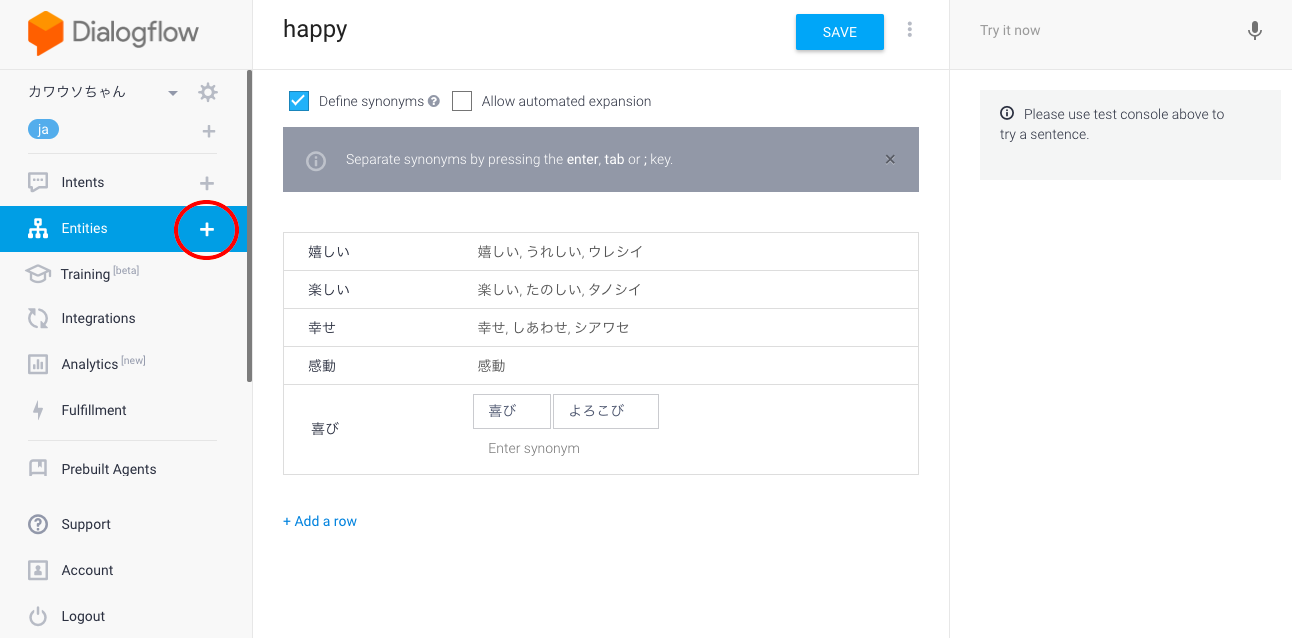 Dialogflow
カワウソちゃん
ja
Intents
Entities
Training [beta]
Integrations
Analytics [new]
Fulfillment
Prebuilt Agents
Support
Account
Logout
happy
SAVE
Define synonyms
Allow automated expansion
Separate synonyms by pressing the enter, tab or ; key.
嬉しい 嬉しい, うれしい, ウレシイ
楽しい 楽しい, たのしい, タノシイ
幸せ 幸せ, しあわせ, シアワセ
感動 感動
喜び 喜び よろこび
Enter synonym
+ Add a row
Try it now
Please use test console above to
try a sentence.